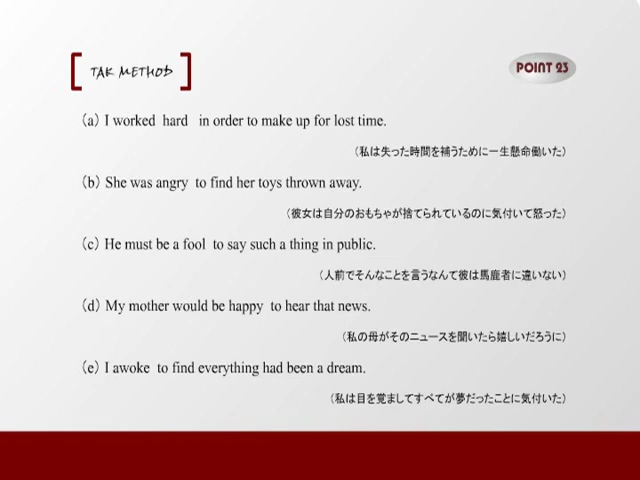 TAK METHOD
POINT 23
(a) I worked hard in order to make up for lost time.
(私は失った時間を補うために一生懸命働いた)
(b) She was angry to find her toys thrown away.
(彼女は自分のおもちゃが捨てられているのに気付いて怒った)
(c) He must be a fool to say such a thing in public.
(人前でそんなことを言うなんて彼は馬鹿者に違いない)
(d) My mother would be happy to hear that news.
(私の母がそのニュースを聞いたら嬉しいだろうに)
(e) I awoke to find everything had been a dream.
(私は目を覚ましてすべてが夢だったことに気付いた)